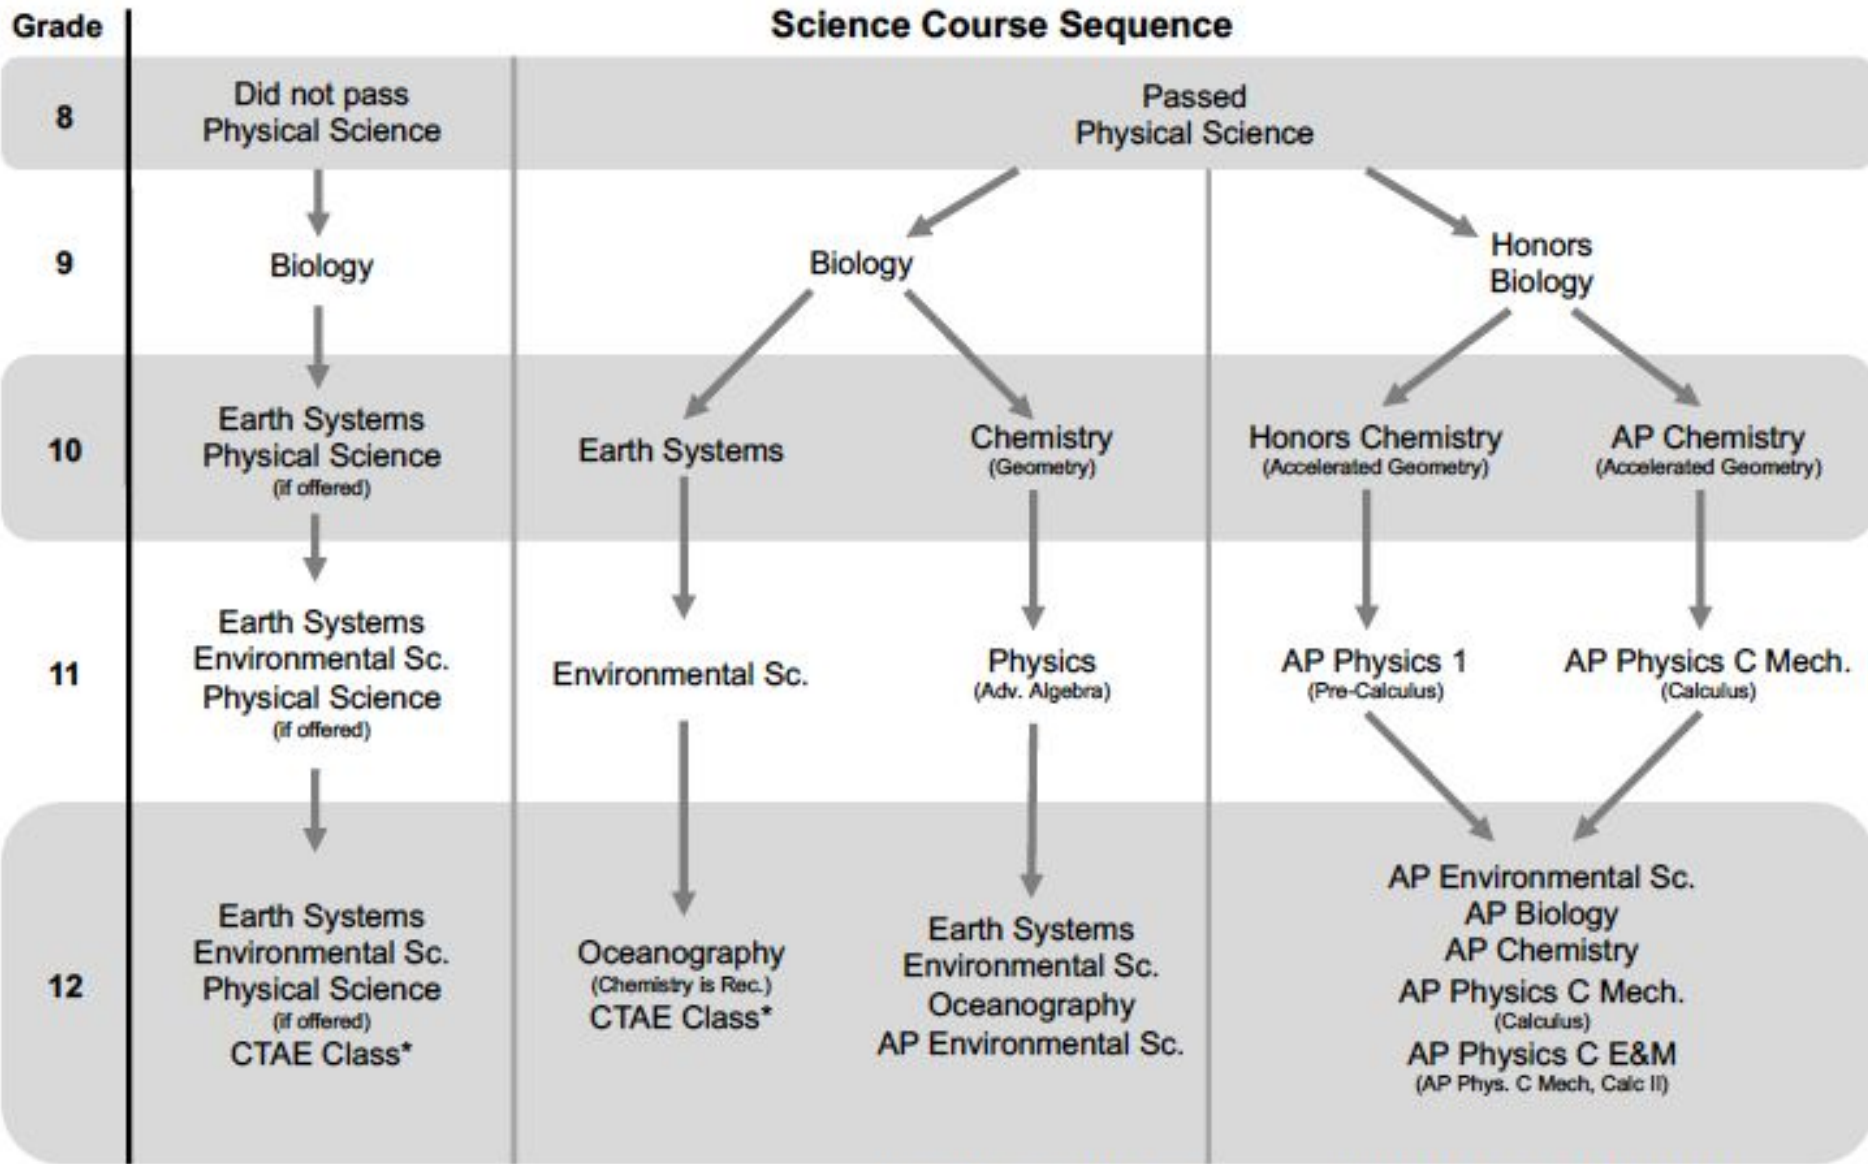 Grade
Science Course Sequence
8
Did not pass
Physical Science
Passed
Physical Science
9
Biology
Biology
Honors
Biology
10
Earth Systems
Physical Science
(if offered)
Earth Systems
Chemistry
(Geometry)
Honors Chemistry
(Accelerated Geometry)
AP Chemistry
(Accelerated Geometry)
11
Earth Systems
Environmental Sc.
Physical Science
(if offered)
Environmental Sc.
Physics
(Adv. Algebra)
AP Physics 1
(Pre-Calculus)
AP Physics C Mech.
(Calculus)
12
Earth Systems
Environmental Sc.
Physical Science
(if offered)
CTAE Class*
Oceanography
(Chemistry is Rec.)
CTAE Class*
Earth Systems
Environmental Sc.
Oceanography
AP Environmental Sc.
AP Environmental Sc.
AP Biology
AP Chemistry
AP Physics C Mech.
(Calculus)
AP Physics C E&M
(AP Phys. C Mech, Calc II)